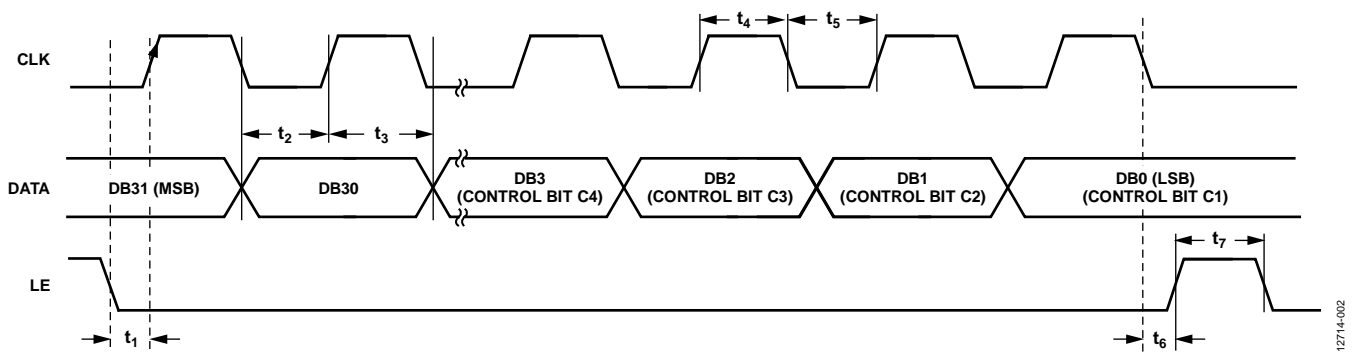 t4
t5
CLK
t2
t3
DATA
DB31 (MSB)
DB30
DB3
(CONTROL BIT C4)
DB2
(CONTROL BIT C3)
DB1
(CONTROL BIT C2)
DB0 (LSB)
(CONTROL BIT C1)
t7
LE
t1
t6
12714-002